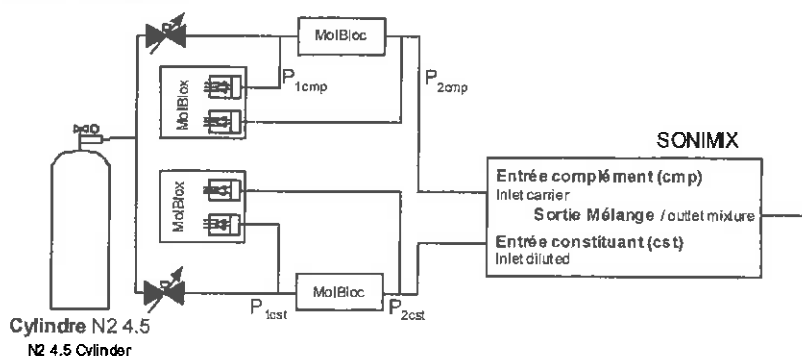 MolBloc
P1cmp
P2cmp
MolBlox
SONIMIX
Entrée complément (cmp)
Inlet carrier
Sortie Mélange / outlet mixture
Entrée constituant (cst)
Inlet diluted
MolBlox
MolBloc
P1cst
P2cst
Cylindre N2 4.5
N2 4.5 Cylinder